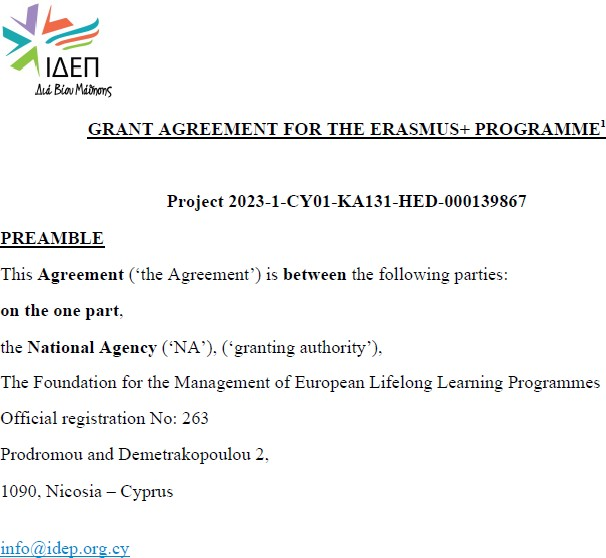 ΙΔΕΠ
Διά Βίου Μάθησης
GRANT AGREEMENT FOR THE ERASMUS+ PROGRAMME¹
Project 2023-1-CY01-KA131-HED-000139867
PREAMBLE
This Agreement (‘the Agreement’) is between the following parties:
on the one part,
the National Agency (‘NA’), (‘granting authority’),
The Foundation for the Management of European Lifelong Learning Programmes
Official registration No: 263
Prodromou and Demetrakopoulou 2,
1090, Nicosia – Cyprus
info@idep.org.cy